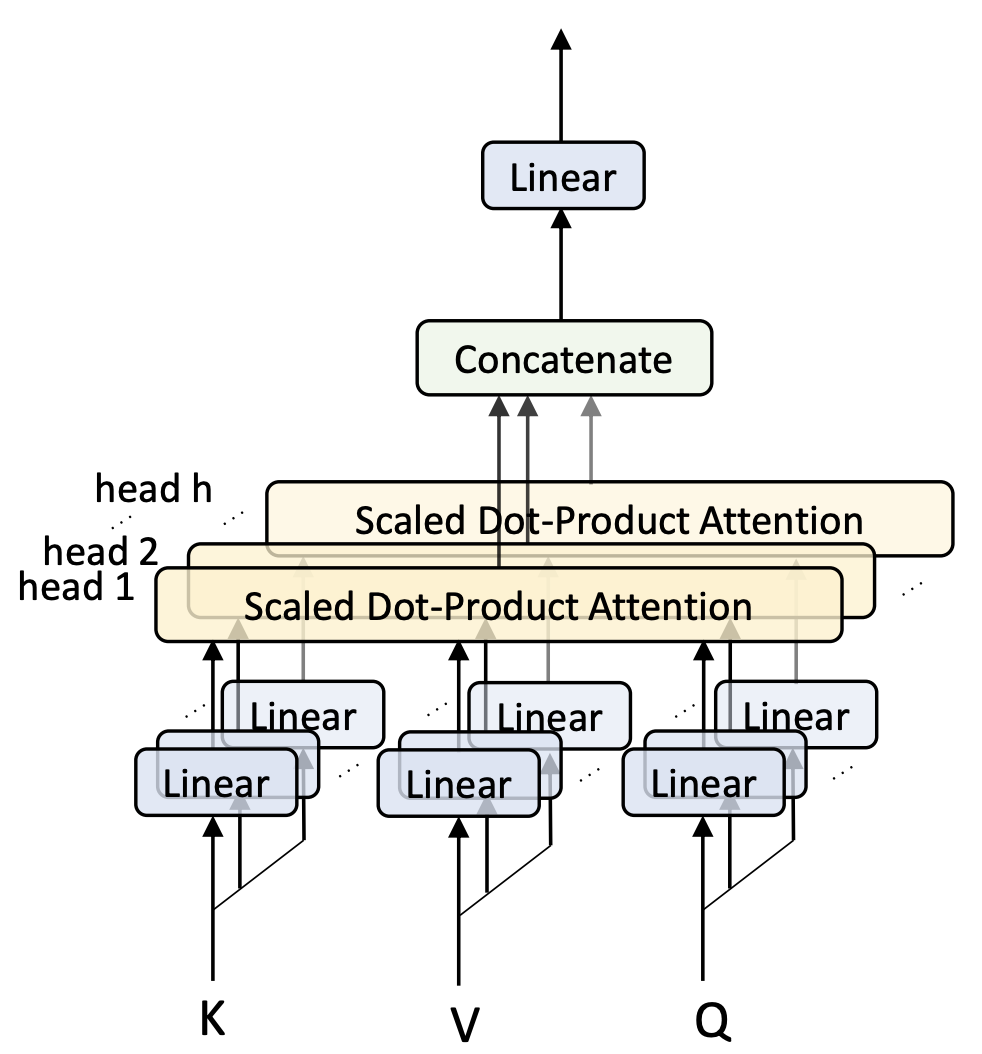 Linear
Concatenate
head h
Scaled Dot-Product Attention
head 2
head 1
Scaled Dot-Product Attention
Linear
Linear
Linear
Linear
Linear
Linear
K
V
Q